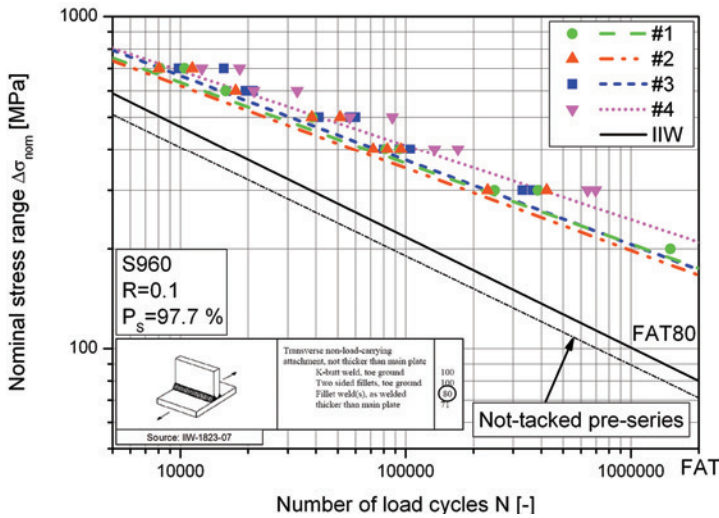 1000
Nominal stress range Δσnom [MPa]
#1
#2
#3
#4
IIW
S960
R=0.1
PS=97.7 %
FAT80
100
Transverse non-load-carrying
attachment, not thicker than main plate
K-butt weld, toe ground 100
Two sided fillets, toe ground 100
Fillet weld(s), as welded 80
thicker than main plate 71
Source: IIW-1823-07
Not-tacked pre-series
10000 100000 1000000 FAT
Number of load cycles N [-]